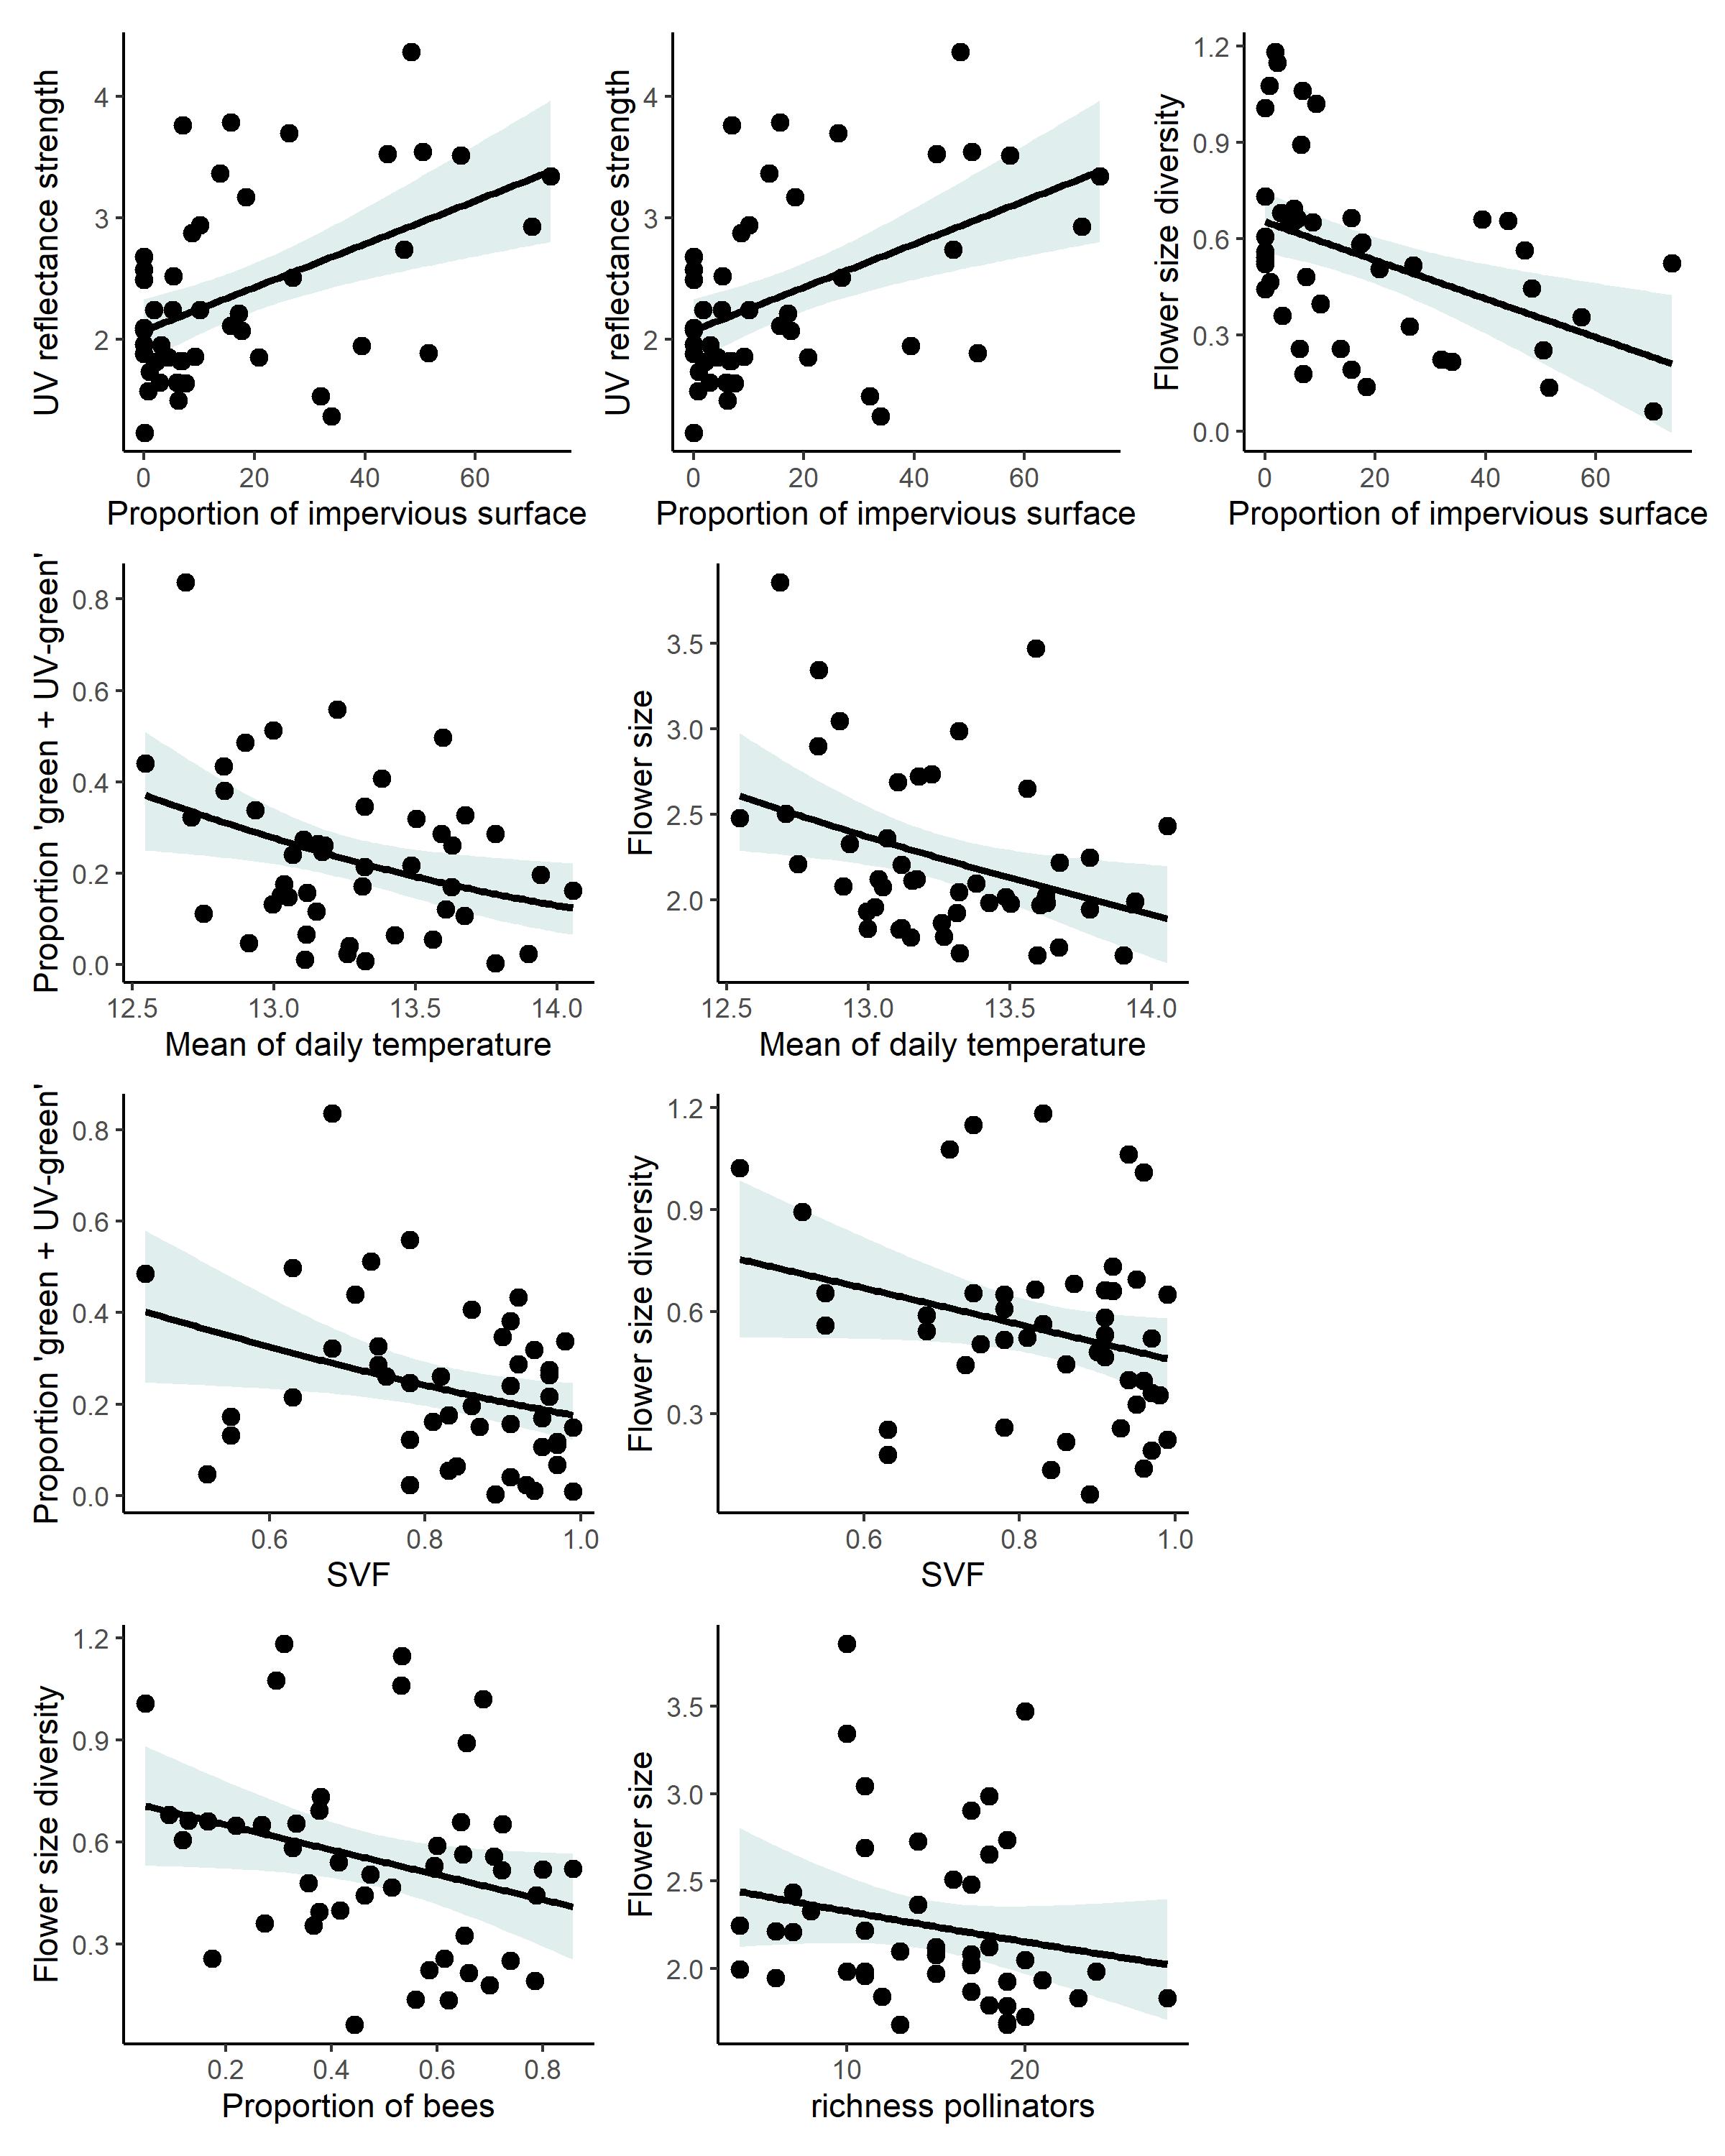 UV reflectance strength
4
3
2
0 20 40 60
Proportion of impervious surface
UV reflectance strength
4
3
2
0 20 40 60
Proportion of impervious surface
Flower size diversity
1.2
0.9
0.6
0.3
0.0
0 20 40 60
Proportion of impervious surface
Proportion 'green + UV-green'
0.8
0.6
0.4
0.2
0.0
12.5 13.0 13.5 14.0
Mean of daily temperature
Flower size
3.5
3.0
2.5
2.0
12.5 13.0 13.5 14.0
Mean of daily temperature
Proportion 'green + UV-green'
0.8
0.6
0.4
0.2
0.0
0.6 0.8 1.0
SVF
Flower size diversity
1.2
0.9
0.6
0.3
0.6 0.8 1.0
SVF
Flower size diversity
1.2
0.9
0.6
0.3
0.2 0.4 0.6 0.8
Proportion of bees
Flower size
3.5
3.0
2.5
2.0
10 20
richness pollinators